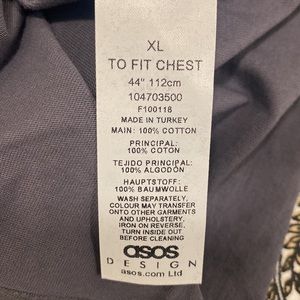 XL
TO FIT CHEST
44" 112cm
104703500
F100118
MADE IN TURKEY
MAIN: 100% COTTON
PRINCIPAL:
100% COTON
TEJIDO PRINCIPAL:
100% ALGODÓN
HAUPTSTOFF:
100% BAUMWOLLE
WASH SEPARATELY,
COLOUR MAY TRANSFER
ONTO OTHER GARMENTS
AND UPHOLSTERY,
IRON ON REVERSE,
TURN INSIDE OUT
BEFORE CLEANING
asos
DESIGN
asos.com Ltd